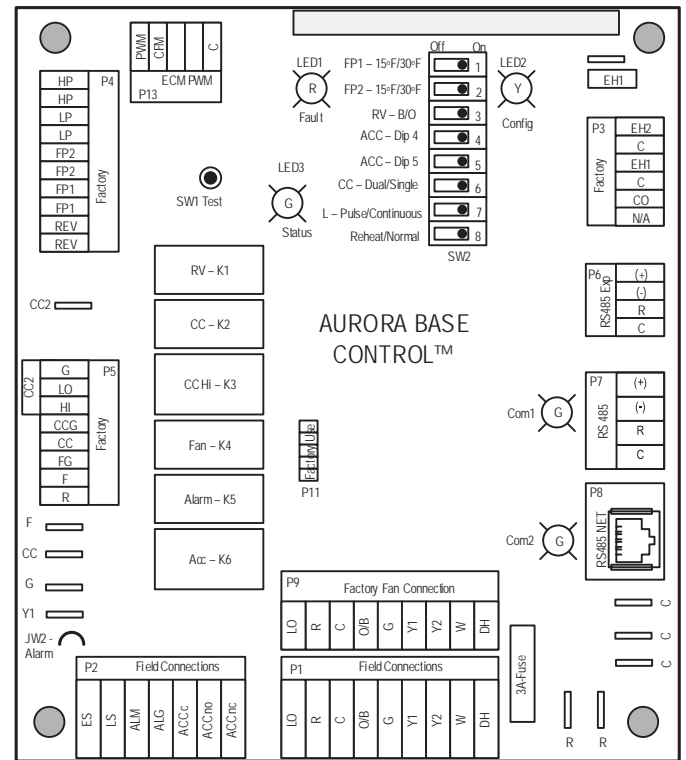 PWM
CFM
C
ECM PWM
P13
P4
HP
HP
LP
LP
FP2
FP2
FP1
FP1
REV
REV
Factory
LED1
R
Fault
Off
On
FP1 – 15ºF/30ºF
1
FP2 – 15ºF/30ºF
2
RV – B/O
3
ACC – Dip 4
4
ACC – Dip 5
5
CC – Dual/Single
6
L – Pulse/Continuous
7
Reheat/Normal
8
SW2
LED2
Y
Config
EH1
P3
Factory
EH2
C
EH1
C
CO
N/A
SW1 Test
LED3
G
Status
RV – K1
CC – K2
CC Hi – K3
Fan – K4
Alarm – K5
Acc – K6
AURORA BASE
CONTROL™
P6
RS485 Exp
(+)
(-)
R
C
CC2
CC2
P5
G
LO
HI
CCG
CC
FG
F
R
Factory
Factory Use
P11
Com1
G
P7
RS 485
(+)
(-)
R
C
P8
RS485 NET
Com2
G
F
CC
G
Y1
JW2 -
Alarm
P9
Factory Fan Connection
LO
R
C
O/B
G
Y1
Y2
W
DH
C
C
C
P2
Field Connections
ES
LS
ALM
ALG
ACCc
ACCno
ACCnc
P1
Field Connections
LO
R
C
O/B
G
Y1
Y2
W
DH
3A-Fuse
R
R